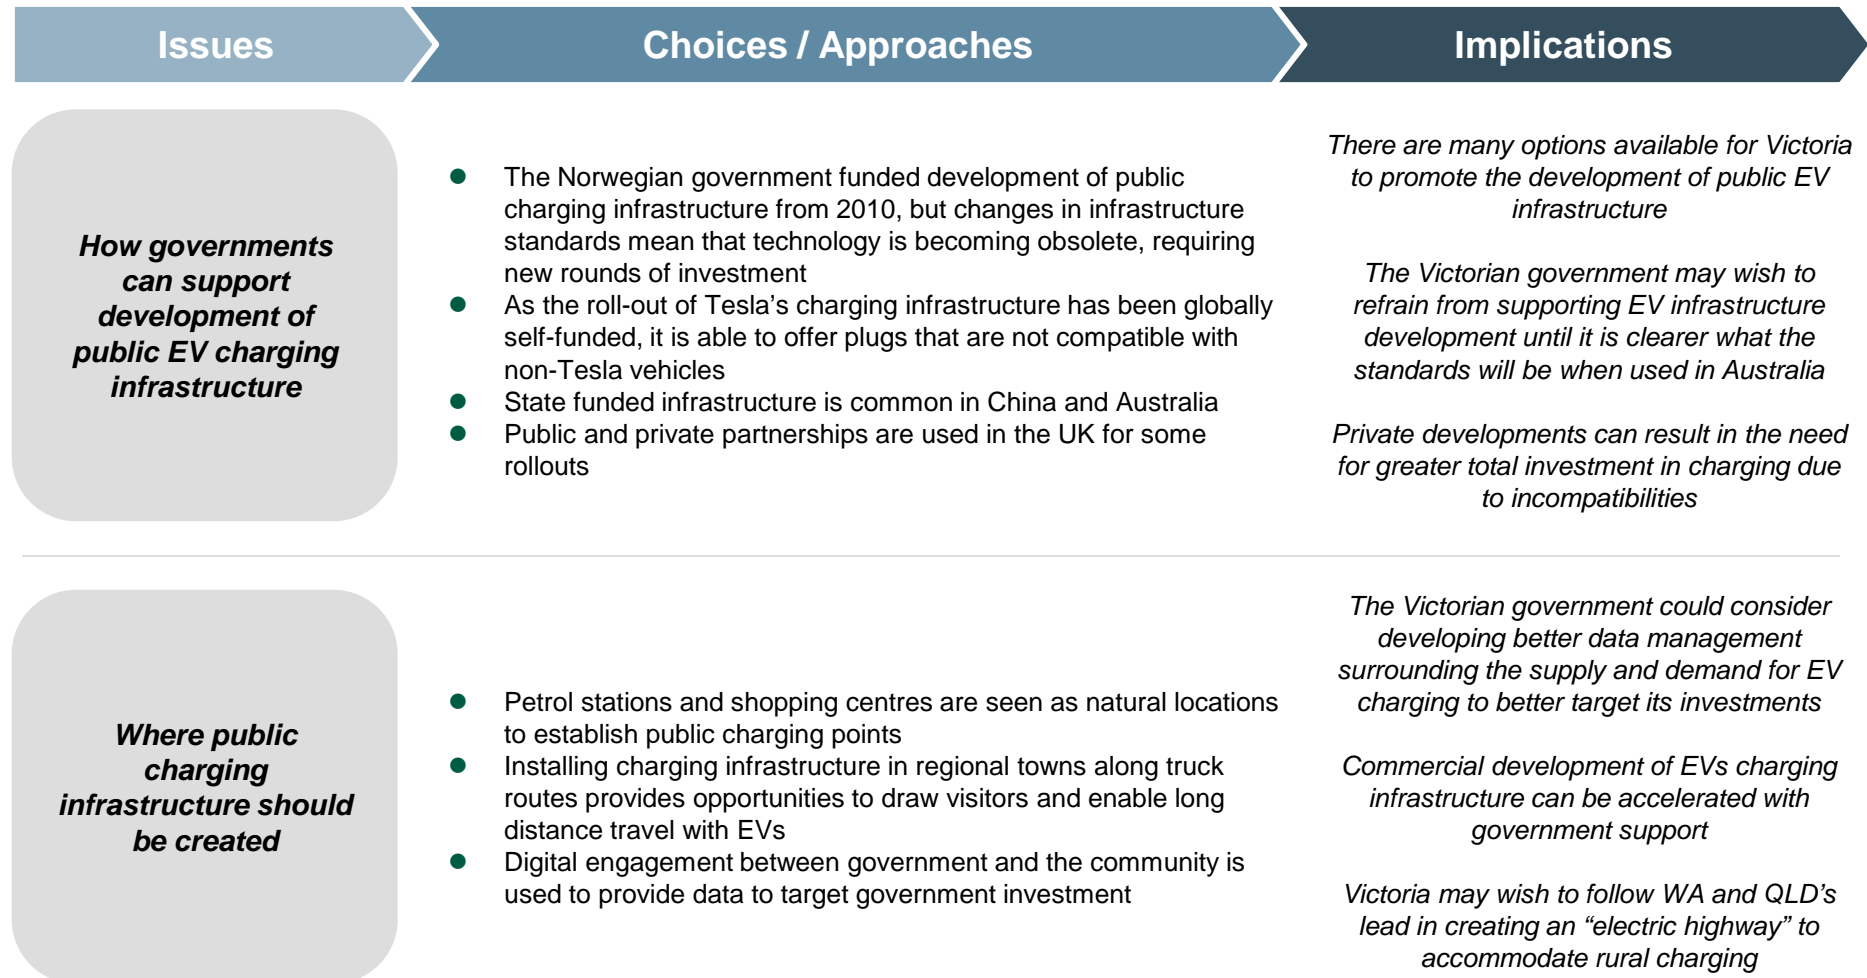 Issues
Choices / Approaches
Implications
How governments
can support
development of
public EV charging
infrastructure
The Norwegian government funded development of public
charging infrastructure from 2010, but changes in infrastructure
standards mean that technology is becoming obsolete, requiring
new rounds of investment
As the roll-out of Tesla’s charging infrastructure has been globally
self-funded, it is able to offer plugs that are not compatible with
non-Tesla vehicles
State funded infrastructure is common in China and Australia
Public and private partnerships are used in the UK for some
rollouts
There are many options available for Victoria
to promote the development of public EV
infrastructure
The Victorian government may wish to
refrain from supporting EV infrastructure
development until it is clearer what the
standards will be when used in Australia
Private developments can result in the need
for greater total investment in charging due
to incompatibilities
Where public
charging
infrastructure should
be created
Petrol stations and shopping centres are seen as natural locations
to establish public charging points
Installing charging infrastructure in regional towns along truck
routes provides opportunities to draw visitors and enable long
distance travel with EVs
Digital engagement between government and the community is
used to provide data to target government investment
The Victorian government could consider
developing better data management
surrounding the supply and demand for EV
charging to better target its investments
Commercial development of EVs charging
infrastructure can be accelerated with
government support
Victoria may wish to follow WA and QLD’s
lead in creating an “electric highway” to
accommodate rural charging